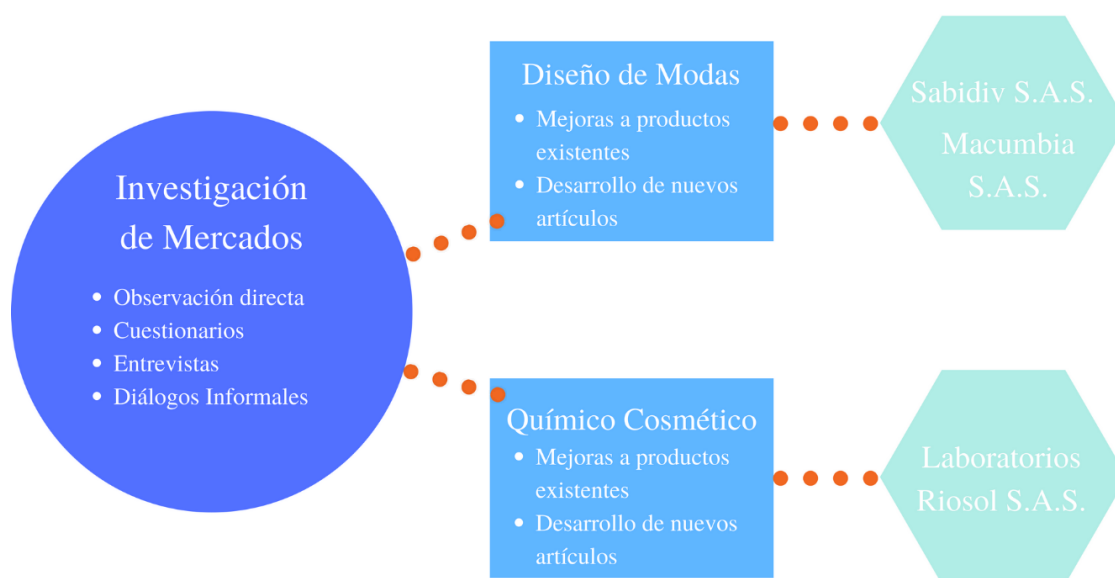 Investigación
de Mercados
• Observación directa
• Cuestionarios
• Entrevistas
• Diálogos Informales
Diseño de Modas
• Mejoras a productos
existentes
• Desarrollo de nuevos
artículos
Sabidiv S.A.S.
Macumbia
S.A.S.
Químico Cosmético
• Mejoras a productos
existentes
• Desarrollo de nuevos
artículos
Laboratorios
Riosol S.A.S.